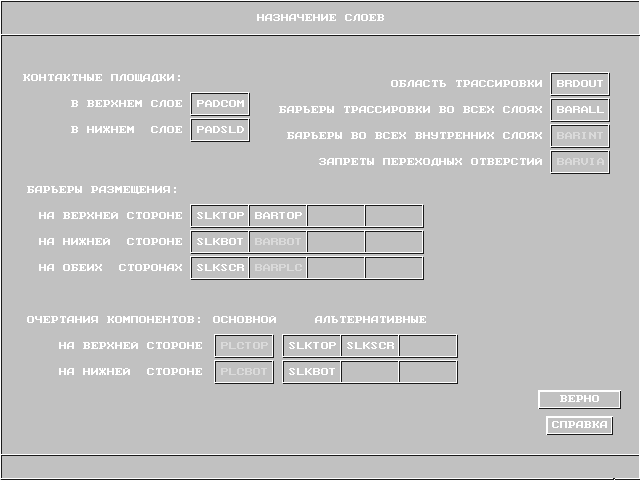 НАЗНАЧЕНИЕ СЛОЕВ
КОНТАКТНЫЕ ПЛОЩАДКИ:
В ВЕРХНЕМ СЛОЕ PADCOM
В НИЖНЕМ СЛОЕ PADSLD
ОБЛАСТЬ ТРАССИРОВКИ BRDOUT
БАРЬЕРЫ ТРАССИРОВКИ ВО ВСЕХ СЛОЯХ BARALL
БАРЬЕРЫ ВО ВСЕХ ВНУТРЕННИХ СЛОЯХ BARINT
ЗАПРЕТЫ ПЕРЕХОДНЫХ ОТВЕРСТИЙ BARVIA
БАРЬЕРЫ РАЗМЕЩЕНИЯ:
НА ВЕРХНЕЙ СТОРОНЕ SLKTOP BARTOP
НА НИЖНЕЙ СТОРОНЕ SLKBOT BARBOT
НА ОБЕИХ СТОРОНАХ SLKSCR BARPLC
ОЧЕРТАНИЯ КОМПОНЕНТОВ: ОСНОВНОЙ АЛЬТЕРНАТИВНЫЕ
НА ВЕРХНЕЙ СТОРОНЕ PLCTOP SLKTOP SLKSCR
НА НИЖНЕЙ СТОРОНЕ PLCBOT SLKBOT
ВЕРНО
СПРАВКА